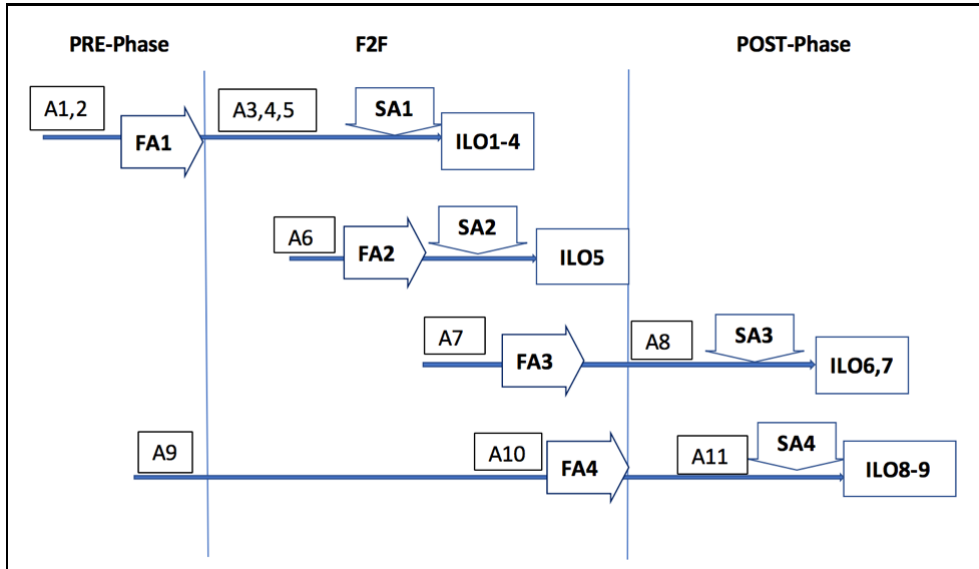 PRE-Phase
F2F
POST-Phase
A1,2
FA1
A3,4,5
SA1
ILO1-4
A6
FA2
SA2
ILO5
A7
FA3
A8
SA3
ILO6,7
A9
A10
FA4
A11
SA4
ILO8-9